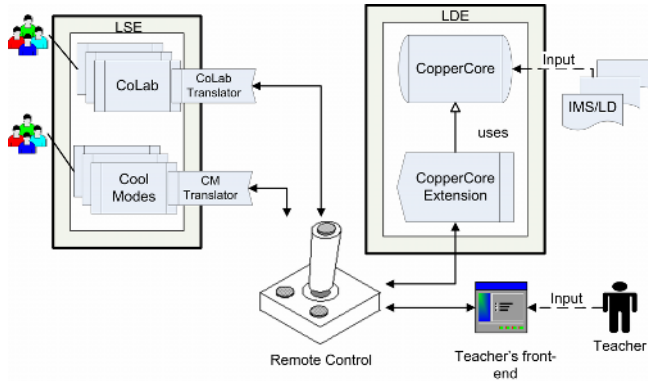 LSE
CoLab
CoLab
Translator
Cool
Modes
CM
Translator
LDE
CopperCore
Input
IMS/LD
uses
CopperCore
Extension
Remote Control
Teacher's front-
end
Input
Teacher